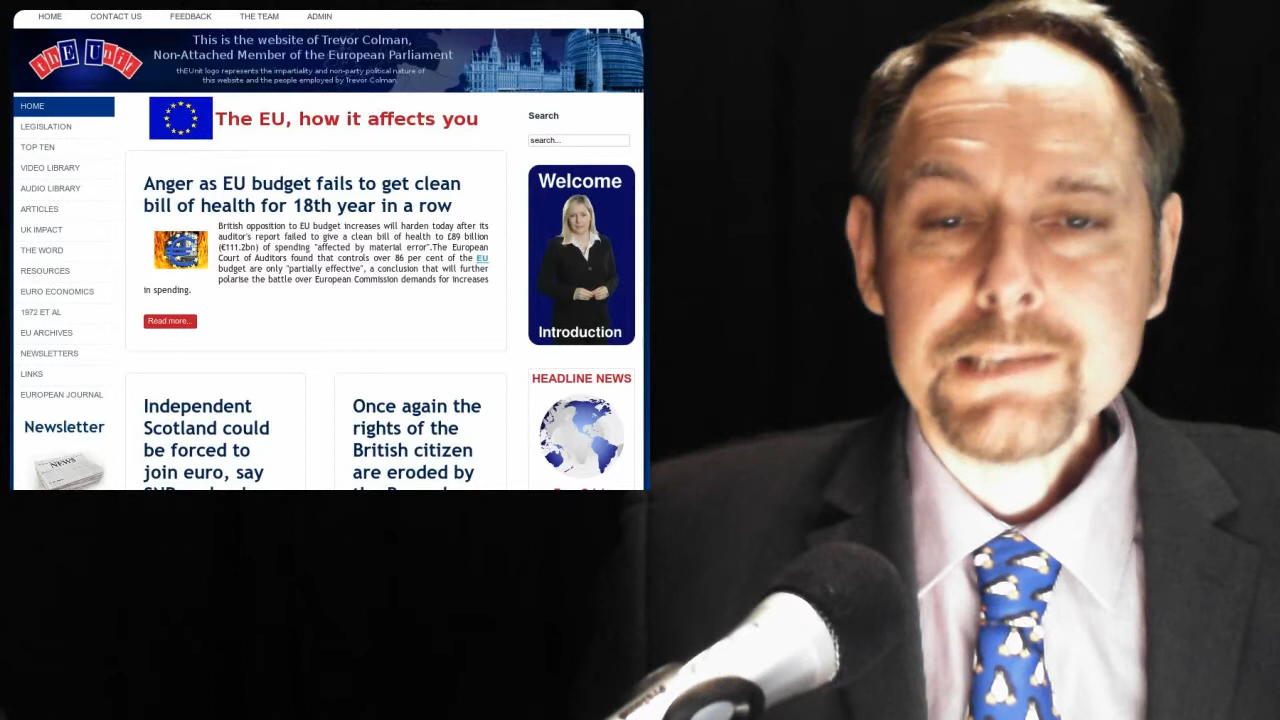 HOME CONTACT US FEEDBACK THE TEAM ADMIN
thEUnit
This is the website of Trevor Colman,
Non-Attached Member of the European Parliament
thEUnit logo represents the impartiality and non-party political nature of
this website and the people employed by Trevor Colman.
HOME
LEGISLATION
TOP TEN
VIDEO LIBRARY
AUDIO LIBRARY
ARTICLES
UK IMPACT
THE WORD
RESOURCES
EURO ECONOMICS
1972 ET AL
EU ARCHIVES
NEWSLETTERS
LINKS
EUROPEAN JOURNAL
Newsletter
NEWS
The EU, how it affects you
Anger as EU budget fails to get clean
bill of health for 18th year in a row
British opposition to EU budget increases will harden today after its
auditor's report failed to give a clean bill of health to £89 billion
(€111.2bn) of spending "affected by material error".The European
Court of Auditors found that controls over 86 per cent of the EU
budget are only "partially effective", a conclusion that will further
polarise the battle over European Commission demands for increases
in spending.
Read more...
Independent
Scotland could
be forced to
join euro, say
Once again the
rights of the
British citizen
are eroded by
Search
search...
Welcome
Introduction
HEADLINE NEWS